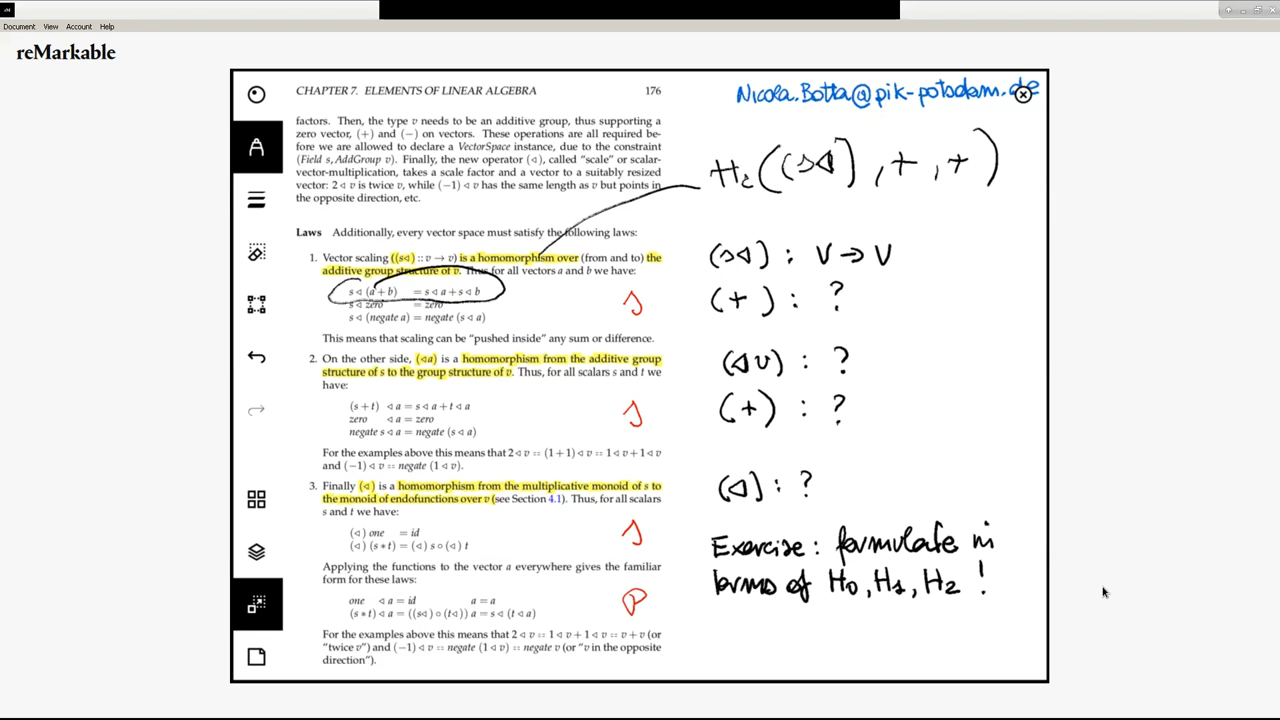 Document View Account Help
reMarkable
CHAPTER 7. ELEMENTS OF LINEAR ALGEBRA 176
factors. Then, the type v needs to be an additive group, thus supporting a
zero vector, (+) and (−) on vectors. These operations are all required be-
fore we are allowed to declare a VectorSpace instance, due to the constraint
(Field s, AddGroup v). Finally, the new operator (◁), called “scale” or scalar-
vector-multiplication, takes a scale factor and a vector to a suitably resized
vector: 2 ◁ v is twice v, while (−1) ◁ v has the same length as v but points in
the opposite direction, etc.
Laws Additionally, every vector space must satisfy the following laws:
1. Vector scaling ((s◁) :: v → v) is a homomorphism over (from and to) the
additive group structure of v. Thus for all vectors a and b we have:
s ◁ (a + b) = s ◁ a + s ◁ b
s ◁ zero = zero
s ◁ (negate a) = negate (s ◁ a)
This means that scaling can be “pushed inside” any sum or difference.
2. On the other side, (◁a) is a homomorphism from the additive group
structure of s to the group structure of v. Thus, for all scalars s and t we
have:
(s + t) ◁ a = s ◁ a + t ◁ a
zero ◁ a = zero
negate s ◁ a = negate (s ◁ a)
For the examples above this means that 2 ◁ v == (1 + 1) ◁ v == 1 ◁ v + 1 ◁ v
and (−1) ◁ v == negate (1 ◁ v).
3. Finally (◁) is a homomorphism from the multiplicative monoid of s to
the monoid of endofunctions over v (see Section 4.1). Thus, for all scalars
s and t we have:
(◁) one = id
(◁) (s * t) = (◁) s ∘ (◁) t
Applying the functions to the vector a everywhere gives the familiar
form for these laws:
one ◁ a = id a = a
(s * t) ◁ a = ((s◁) ∘ (t◁)) a = s ◁ (t ◁ a)
For the examples above this means that 2 ◁ v == 1 ◁ v + 1 ◁ v == v + v (or
“twice v”) and (−1) ◁ v == negate (1 ◁ v) == negate v (or “v in the opposite
direction”).
Nicola.Botta@pik-potsdam.de
H₂((s◁), +, +)
(s◁) : V → V
(+) : ?
(◁v) : ?
(+) : ?
(◁) : ?
Exercise: formulate in
terms of H₀, H₁, H₂ !